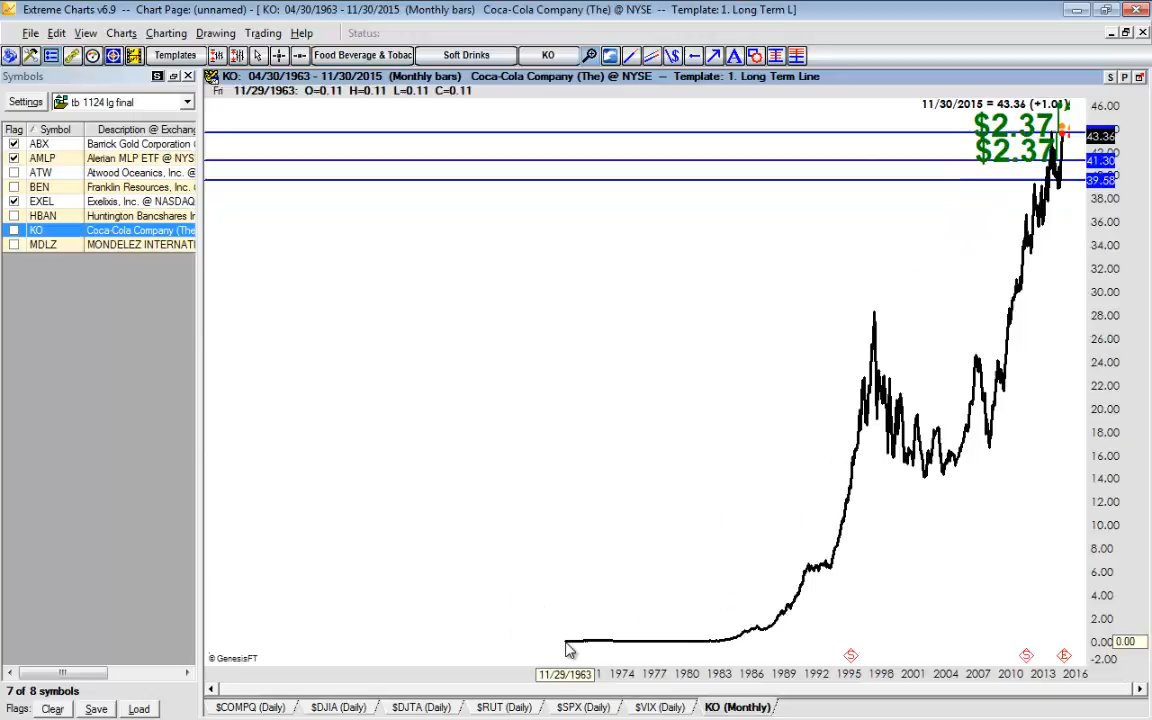 Extreme Charts v6.9 -- Chart Page: (unnamed) - [ KO: 04/30/1963 - 11/30/2015 (Monthly bars) Coca-Cola Company (The) @ NYSE - Template: 1. Long Term L]
File Edit View Charts Charting Drawing Trading Help Status:
Templates Food Beverage & Tobac Soft Drinks KO
Symbols S
KO: 04/30/1963 - 11/30/2015 (Monthly bars) Coca-Cola Company (The) @ NYSE -- Template: 1. Long Term Line S P
Fri 11/29/1963: O=0.11 H=0.11 L=0.11 C=0.11
Settings tb 1124 lg final
11/30/2015 = 43.36 (+1.01)
Flag Symbol Description @ Exchang
ABX Barrick Gold Corporation
AMLP Alerian MLP ETF @ NYS
ATW Atwood Oceanics, Inc. @
BEN Franklin Resources, Inc.
EXEL Exelixis, Inc. @ NASDAQ
HBAN Huntington Bancshares In
KO Coca-Cola Company (The
MDLZ MONDELEZ INTERNATI
$2.37
$2.37
46.00
43.36
41.30
39.58
38.00
36.00
34.00
32.00
30.00
28.00
26.00
24.00
22.00
20.00
18.00
16.00
14.00
12.00
10.00
8.00
6.00
4.00
2.00
0.00 0.00
-2.00
© GenesisFT
S S E
11/29/1963 1 1974 1977 1980 1983 1986 1989 1992 1995 1998 2001 2004 2007 2010 2013 2016
7 of 8 symbols
Flags: Clear Save Load
$COMPQ (Daily) $DJIA (Daily) $DJTA (Daily) $RUT (Daily) $SPX (Daily) $VIX (Daily) KO (Monthly)